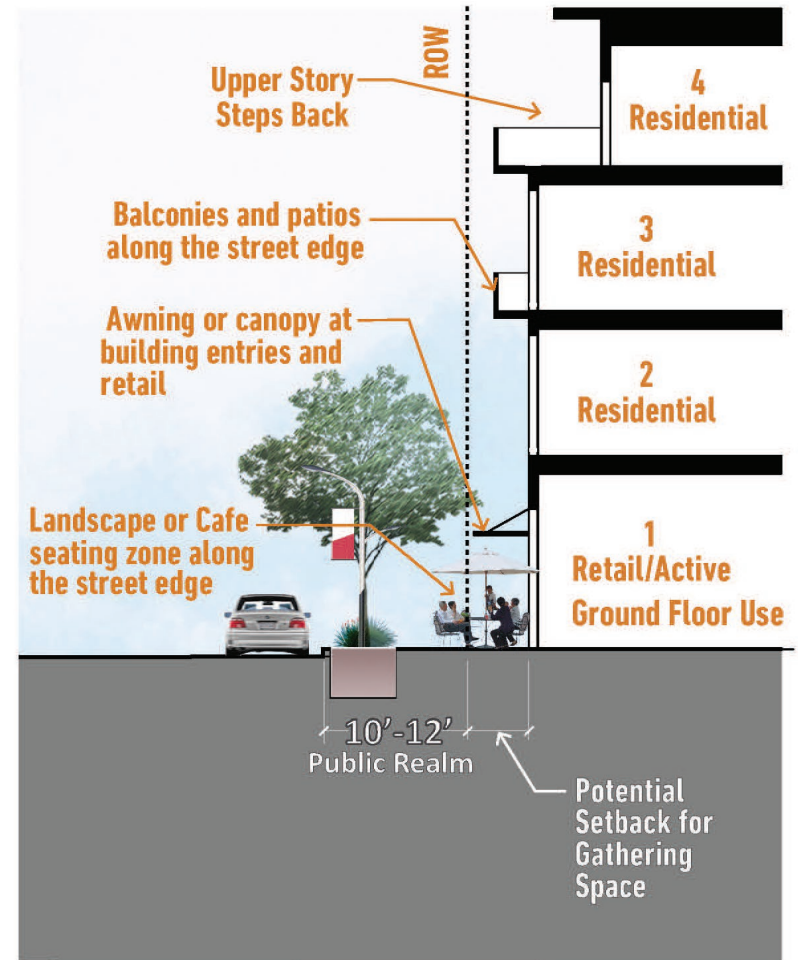 ROW
Upper Story
Steps Back
4
Residential
Balconies and patios
along the street edge
3
Residential
Awning or canopy at
building entries and
retail
2
Residential
Landscape or Cafe
seating zone along
the street edge
1
Retail/Active
Ground Floor Use
10'-12'
Public Realm
Potential
Setback for
Gathering
Space